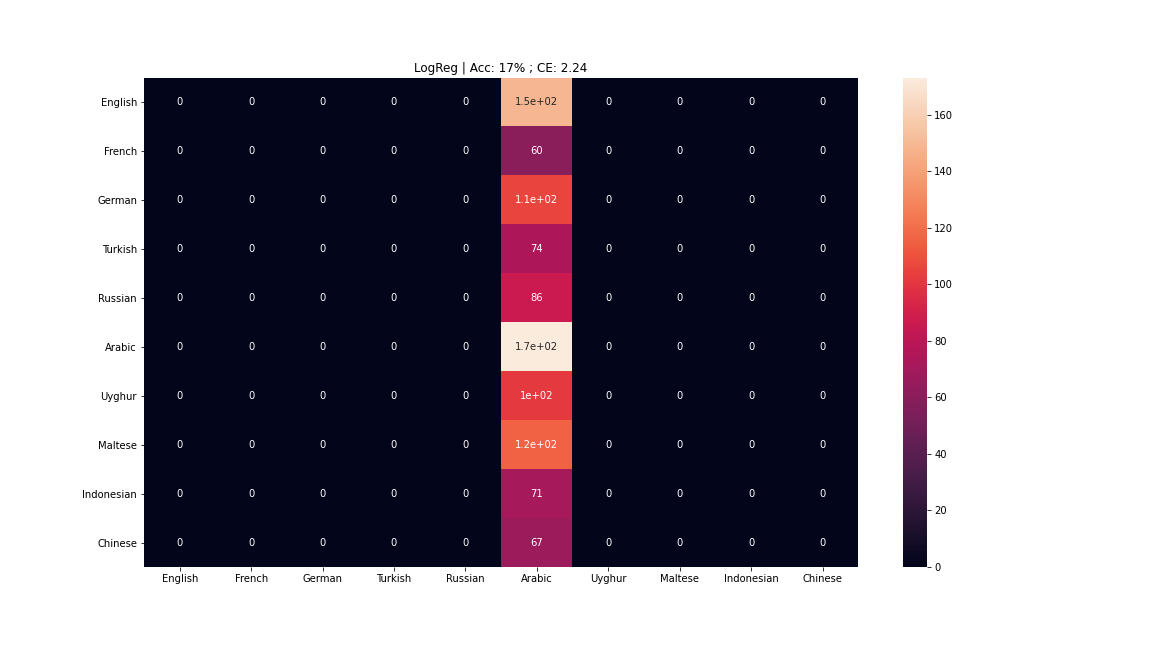 LogReg | Acc: 17% ; CE: 2.24
English 0 0 0 0 0 1.5e+02 0 0 0 0
French 0 0 0 0 0 60 0 0 0 0
German 0 0 0 0 0 1.1e+02 0 0 0 0
Turkish 0 0 0 0 0 74 0 0 0 0
Russian 0 0 0 0 0 86 0 0 0 0
Arabic 0 0 0 0 0 1.7e+02 0 0 0 0
Uyghur 0 0 0 0 0 1e+02 0 0 0 0
Maltese 0 0 0 0 0 1.2e+02 0 0 0 0
Indonesian 0 0 0 0 0 71 0 0 0 0
Chinese 0 0 0 0 0 67 0 0 0 0
English French German Turkish Russian Arabic Uyghur Maltese Indonesian Chinese
160
140
120
100
80
60
40
20
0